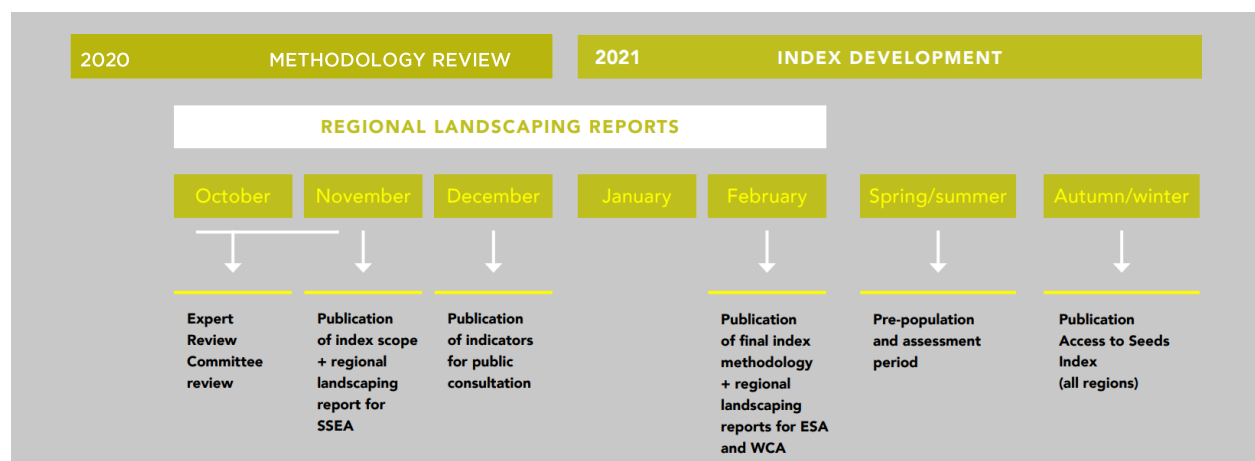 2020 METHODOLOGY REVIEW
2021 INDEX DEVELOPMENT
REGIONAL LANDSCAPING REPORTS
October
November
December
January
February
Spring/summer
Autumn/winter
Expert
Review
Committee
review
Publication
of index scope
+ regional
landscaping
report for
SSEA
Publication
of indicators
for public
consultation
Publication
of final index
methodology
+ regional
landscaping
reports for ESA
and WCA
Pre-population
and assessment
period
Publication
Access to Seeds
Index
(all regions)